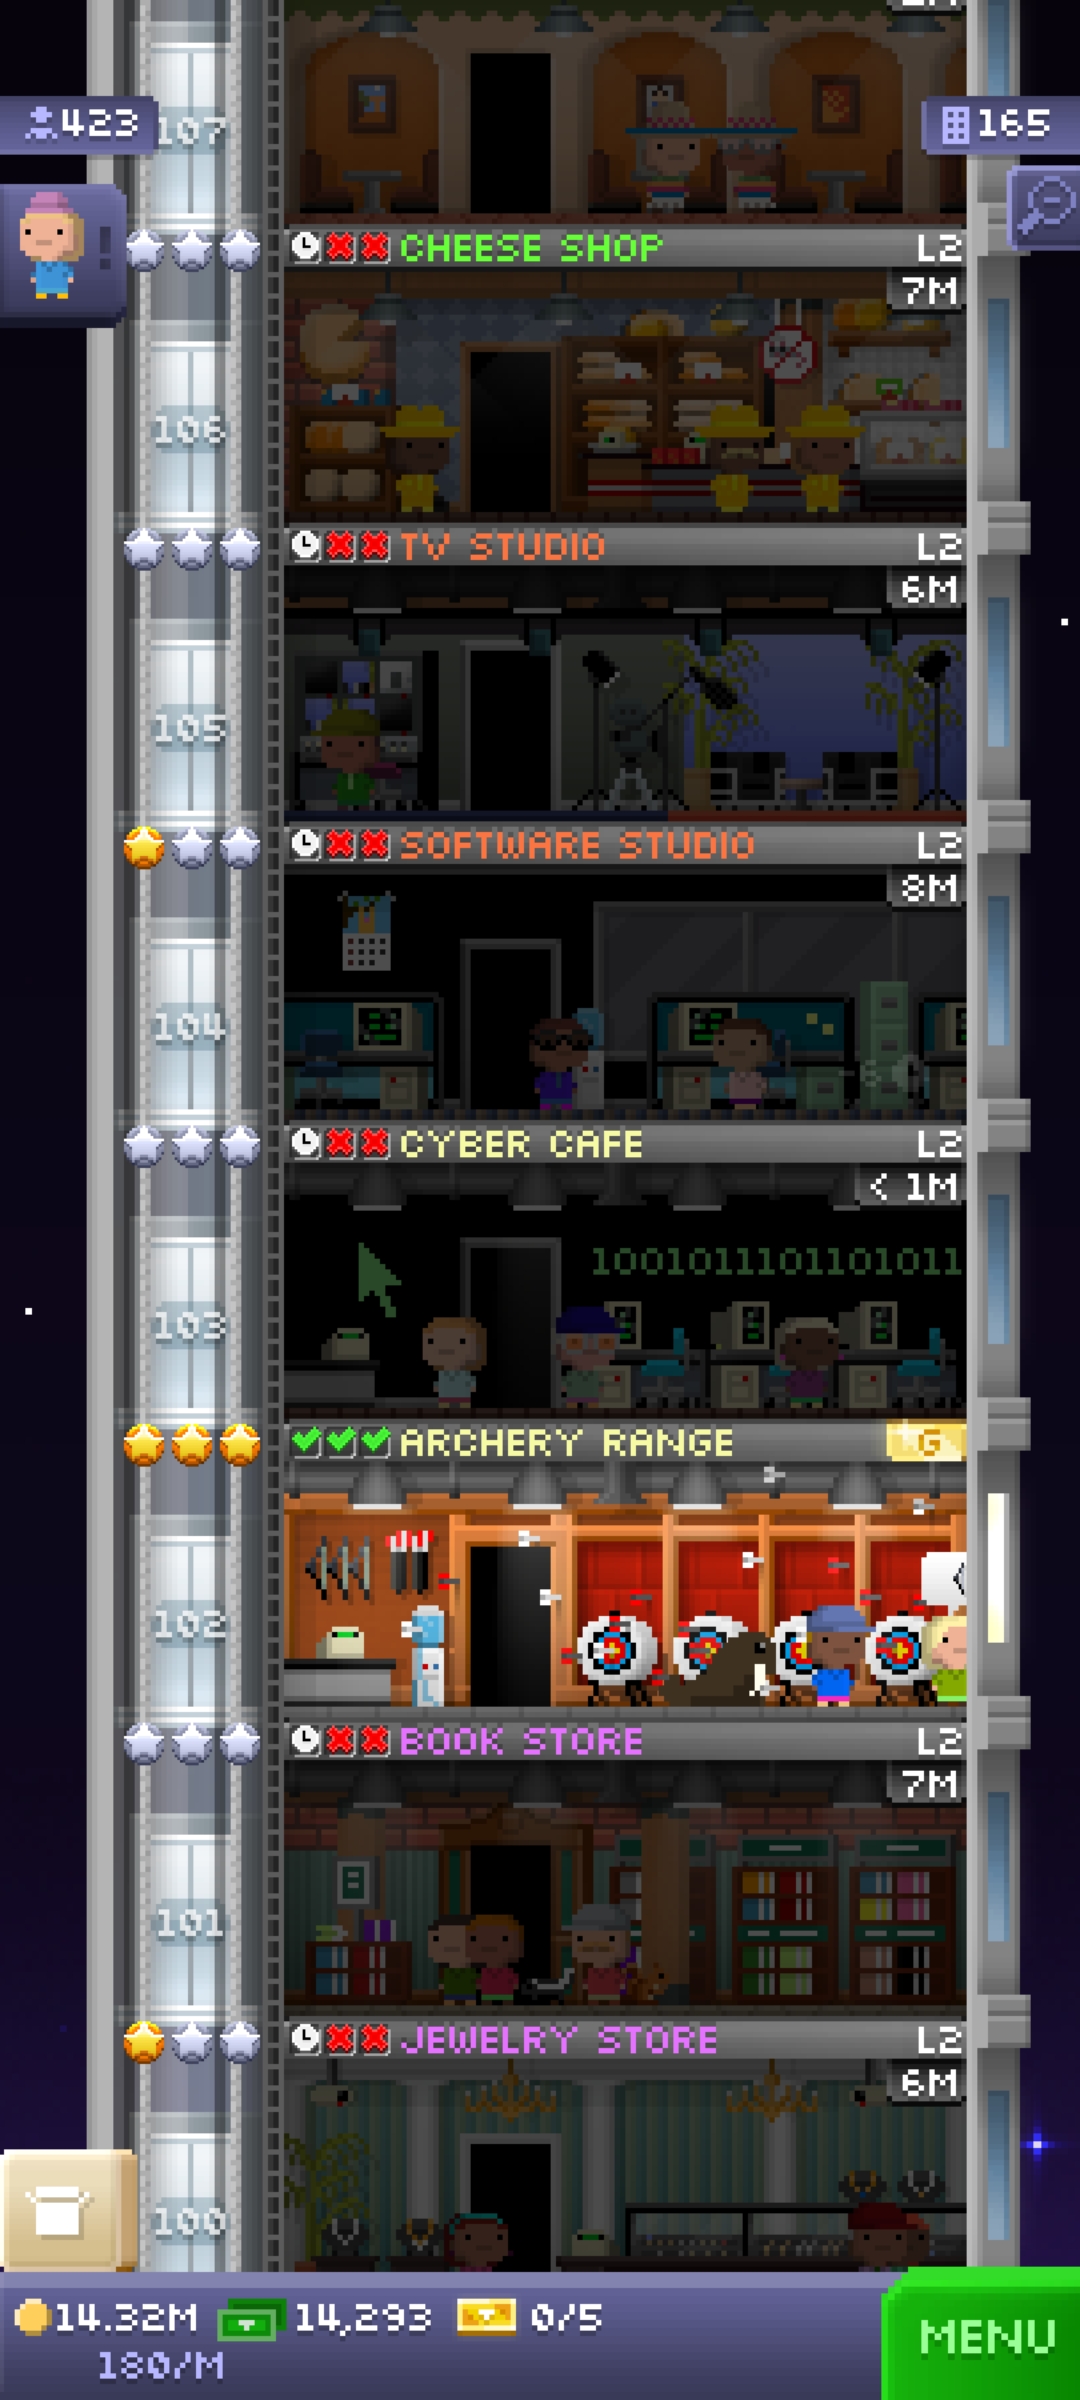 423
107
165
CHEESE SHOP L2
7M
106
TV STUDIO L2
6M
105
SOFTWARE STUDIO L2
8M
104
CYBER CAFE L2
< 1M
100101110110101 1
103
ARCHERY RANGE G
102
BOOK STORE L2
7M
101
JEWELRY STORE L2
6M
100
14.32M 14,293 0/5
180/M
MENU